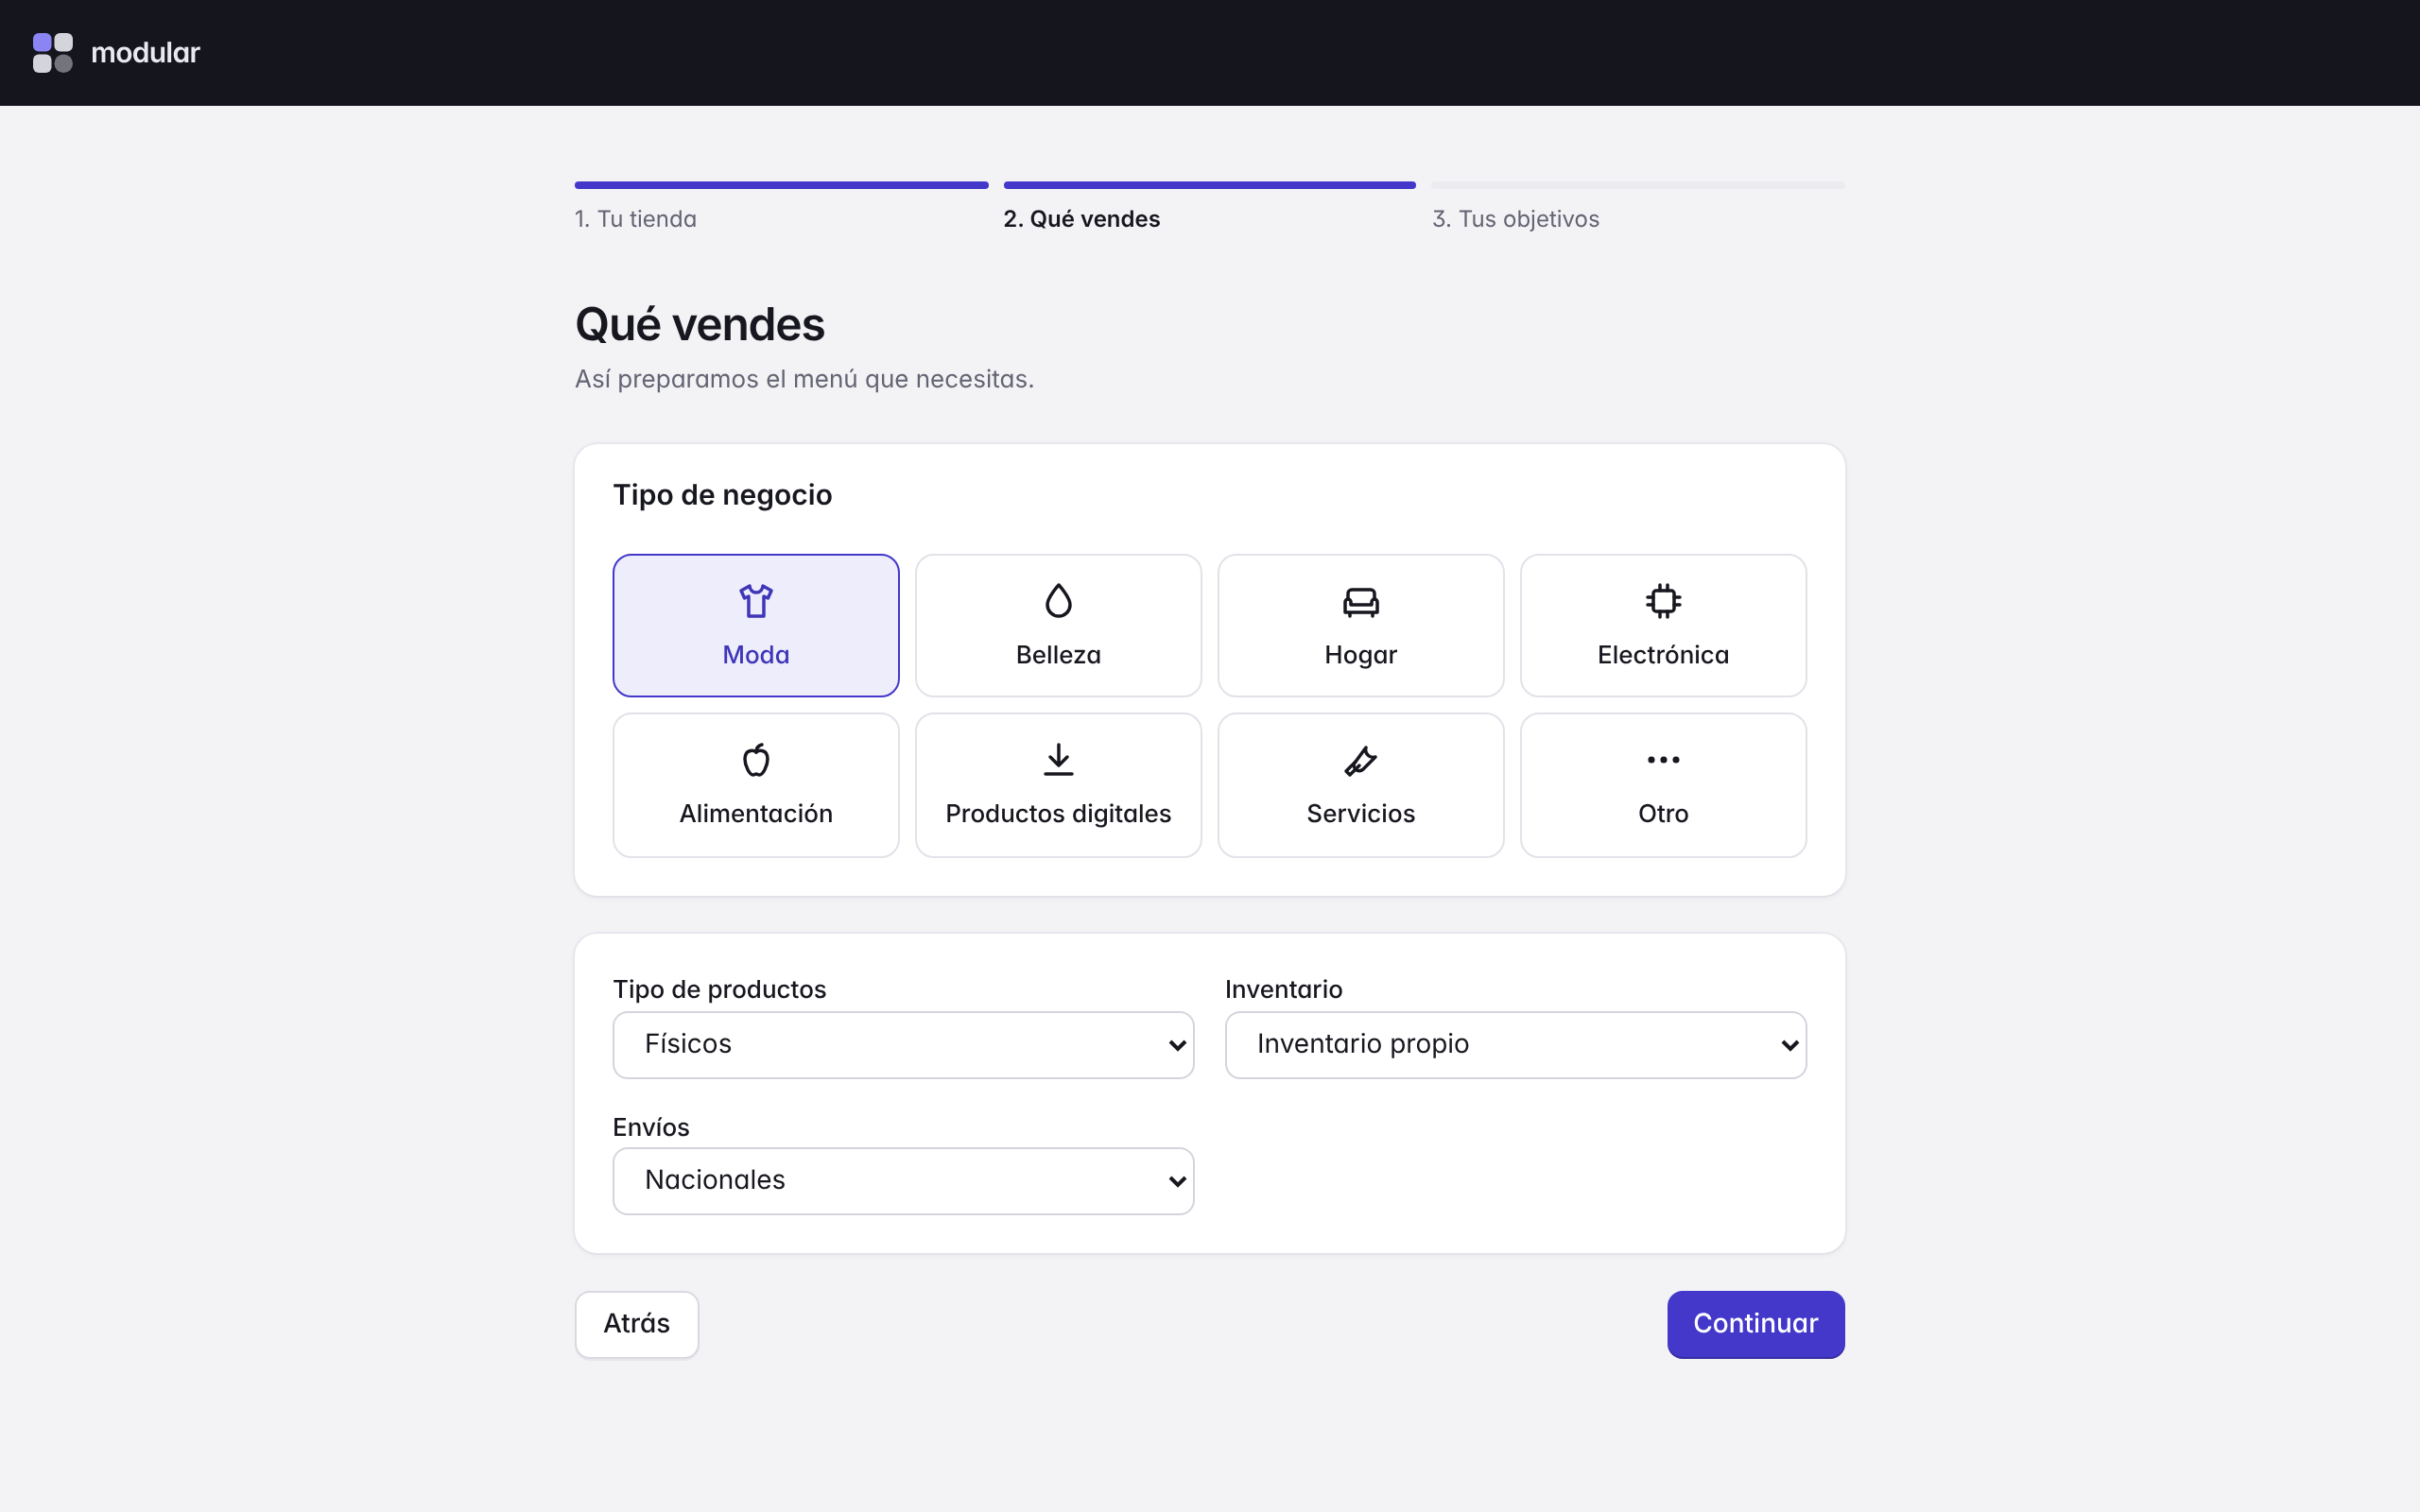 modular
1. Tu tienda
2. Qué vendes
3. Tus objetivos
Qué vendes
Así preparamos el menú que necesitas.
Tipo de negocio
Moda
Belleza
Hogar
Electrónica
Alimentación
Productos digitales
Servicios
Otro
Tipo de productos
Inventario
Físicos
Inventario propio
Envíos
Nacionales
Atrás
Continuar